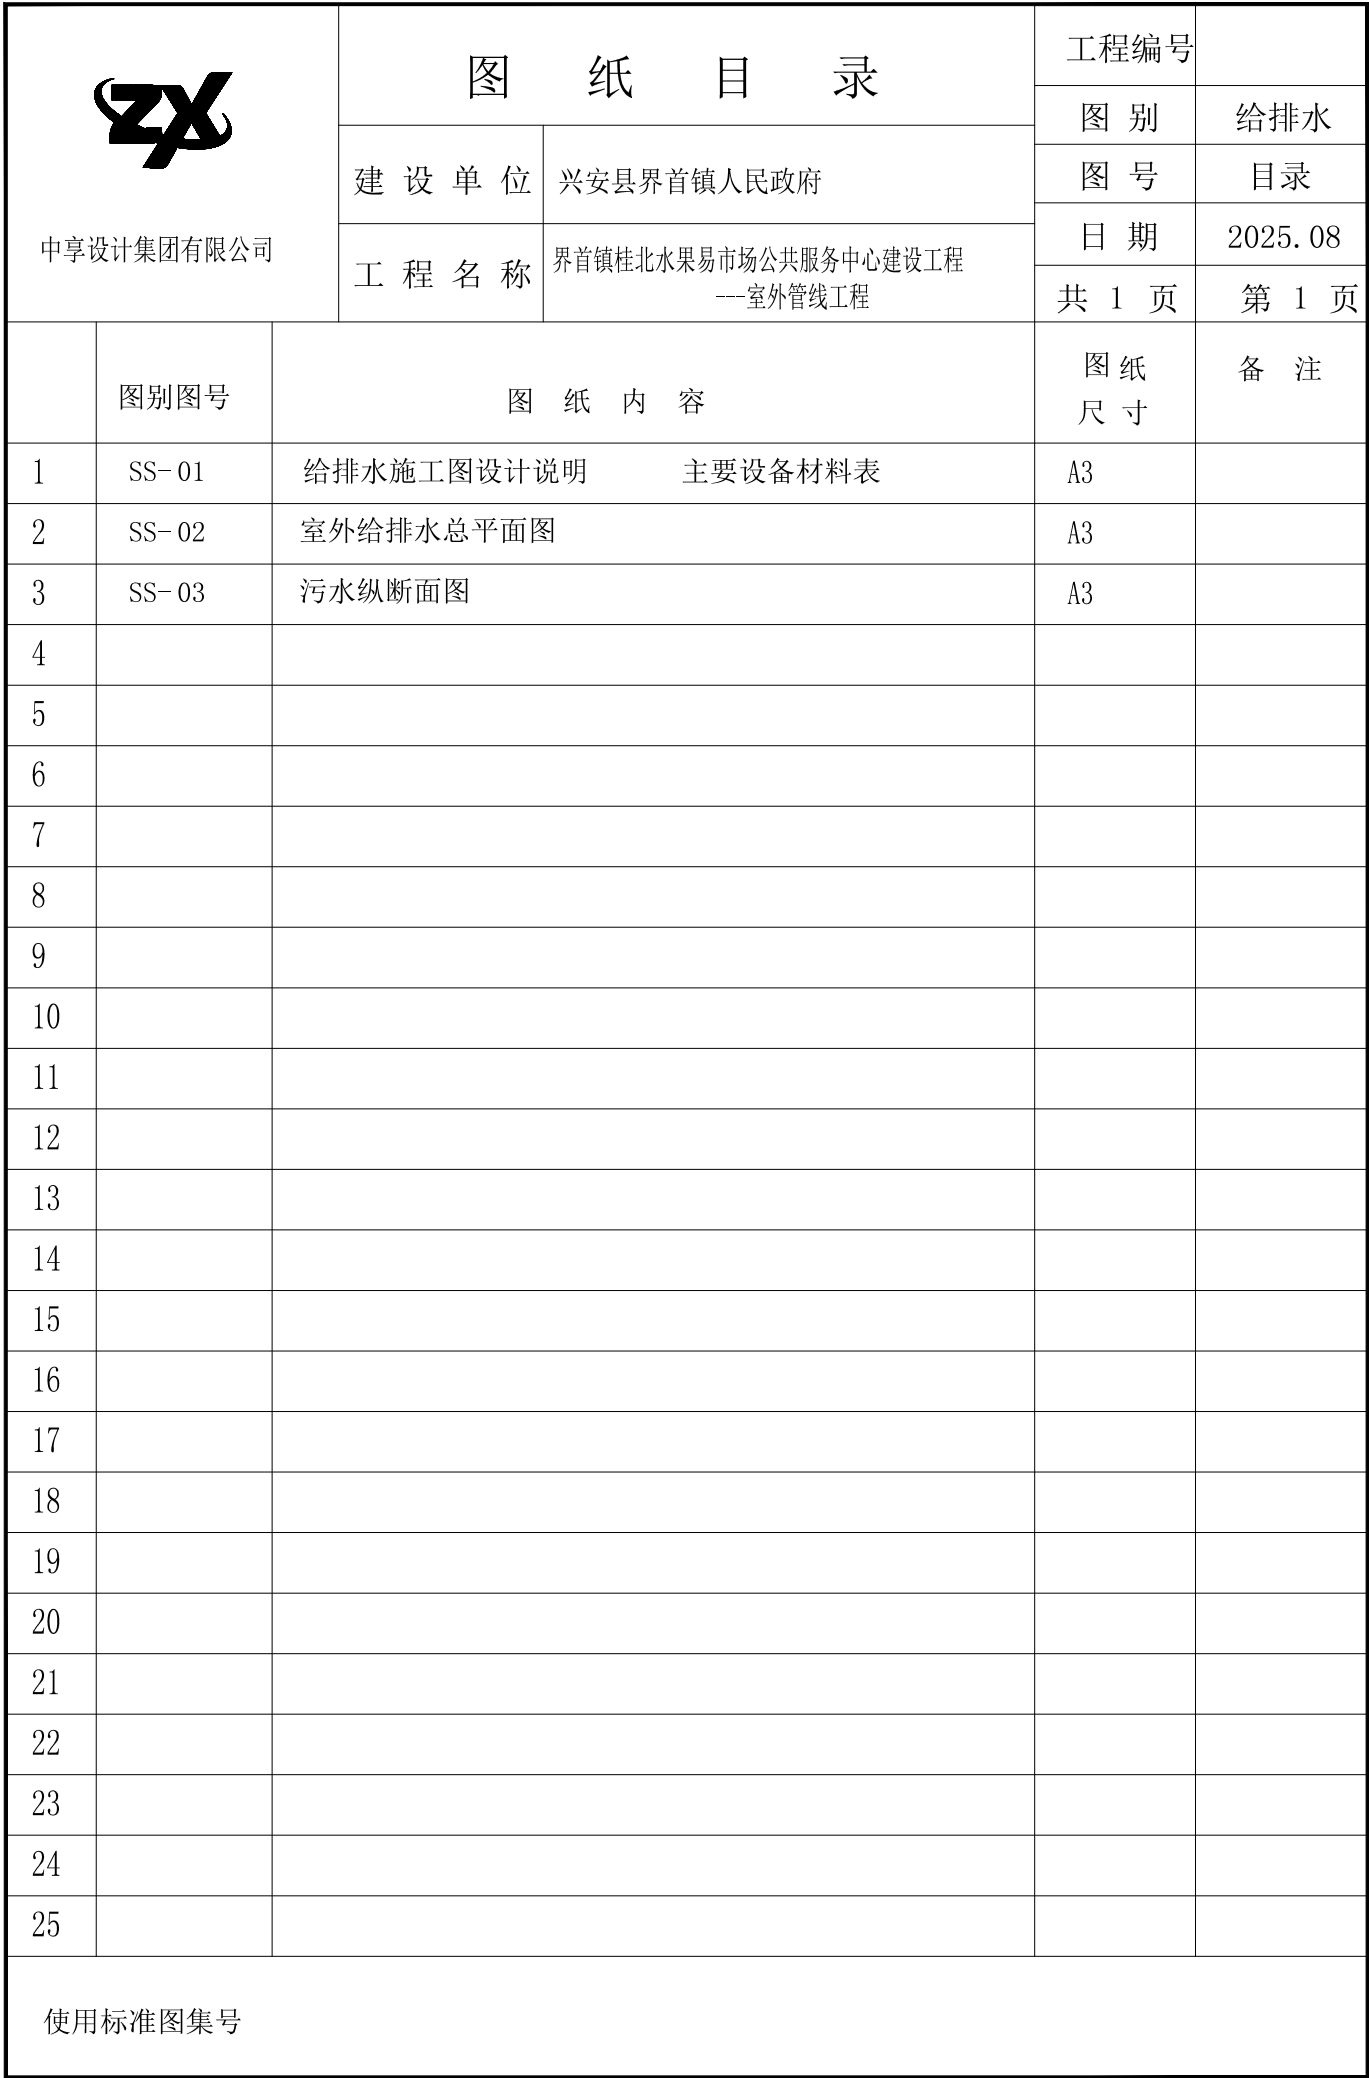 ZX
中享设计集团有限公司
图 纸 目 录
建 设 单 位 兴安县界首镇人民政府
工 程 名 称 界首镇桂北水果易市场公共服务中心建设工程
---室外管线工程
工程编号
图 别 给排水
图 号 目录
日 期 2025.08
共 1 页 第 1 页
图别图号 图 纸 内 容 图 纸 备 注
尺 寸
1 SS-01 给排水施工图设计说明 主要设备材料表 A3
2 SS-02 室外给排水总平面图 A3
3 SS-03 污水纵断面图 A3
4
5
6
7
8
9
10
11
12
13
14
15
16
17
18
19
20
21
22
23
24
25
使用标准图集号